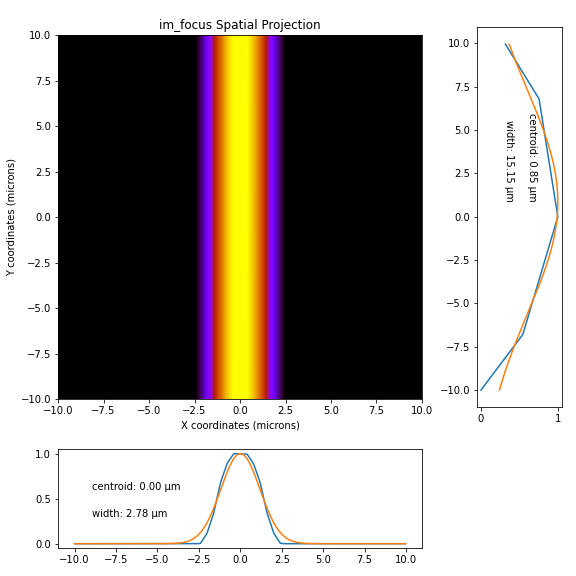 im_focus Spatial Projection
10.0
7.5
5.0
2.5
0.0
−2.5
−5.0
−7.5
−10.0
Y coordinates (microns)
−10.0 −7.5 −5.0 −2.5 0.0 2.5 5.0 7.5 10.0
X coordinates (microns)
10.0
7.5
5.0
2.5
0.0
−2.5
−5.0
−7.5
−10.0
0 1
centroid: 0.85 μm
width: 15.15 μm
1.0
0.5
0.0
centroid: 0.00 μm
width: 2.78 μm
−10.0 −7.5 −5.0 −2.5 0.0 2.5 5.0 7.5 10.0